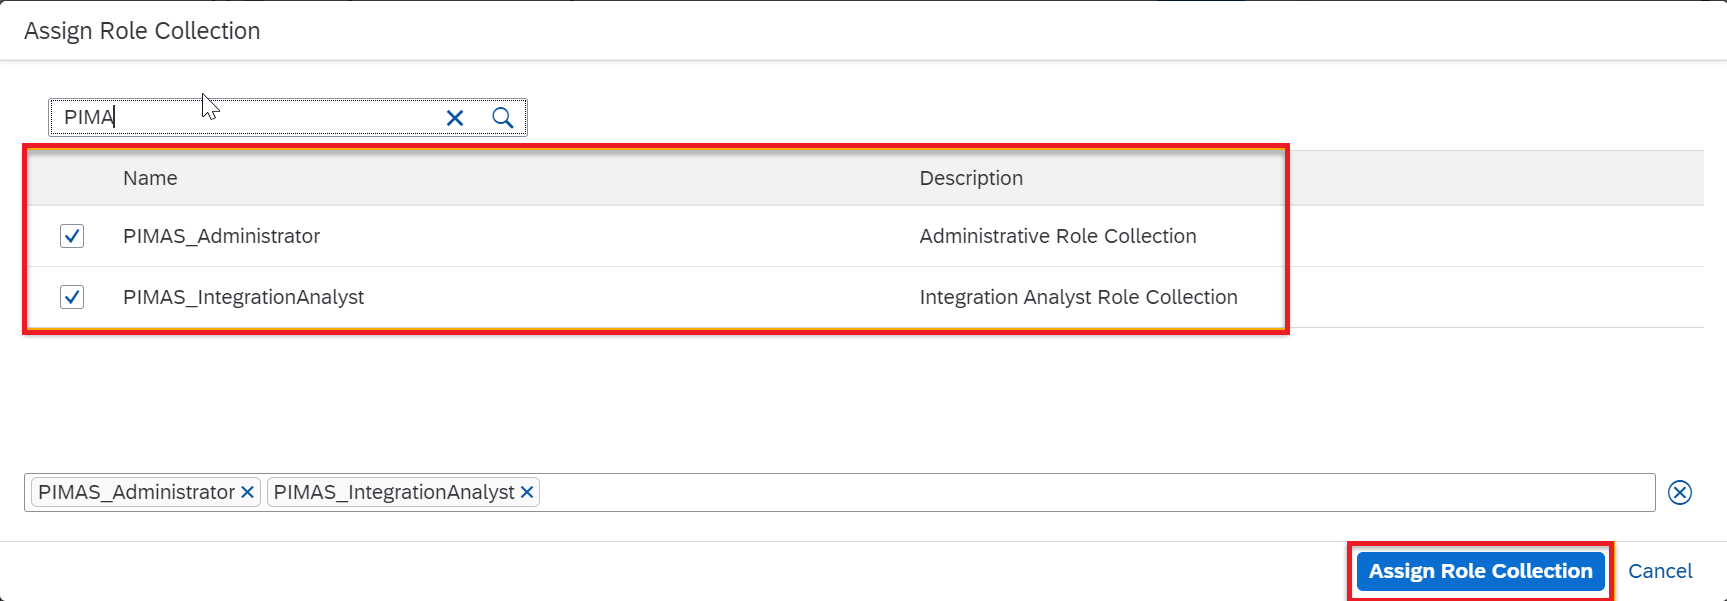 Assign Role Collection
PIMA
Name Description
PIMAS_Administrator Administrative Role Collection
PIMAS_IntegrationAnalyst Integration Analyst Role Collection
PIMAS_Administrator PIMAS_IntegrationAnalyst
Assign Role Collection Cancel